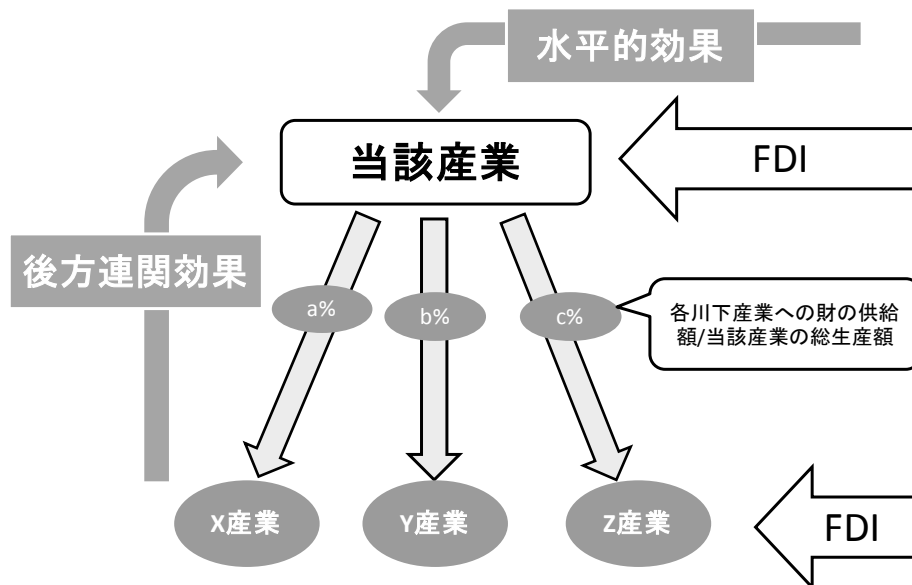 水平的効果
当該産業
FDI
後方連関効果
a%
b%
c%
各川下産業への財の供給
額/当該産業の総生産額
X産業
Y産業
Z産業
FDI